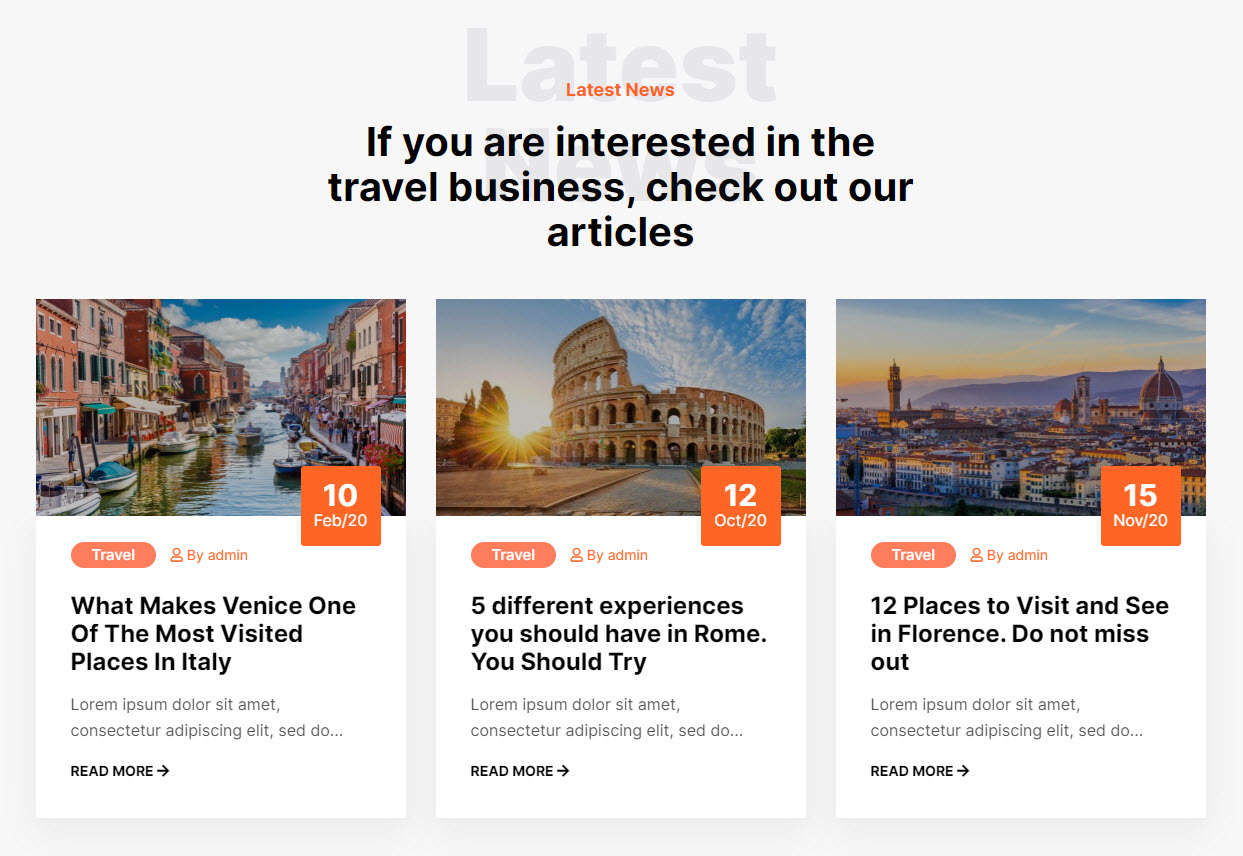 Latest
News
Latest News
If you are interested in the
travel business, check out our
articles
10
Feb/20
Travel
By admin
What Makes Venice One
Of The Most Visited
Places In Italy
Lorem ipsum dolor sit amet,
consectetur adipiscing elit, sed do...
READ MORE →
12
Oct/20
Travel
By admin
5 different experiences
you should have in Rome.
You Should Try
Lorem ipsum dolor sit amet,
consectetur adipiscing elit, sed do...
READ MORE →
15
Nov/20
Travel
By admin
12 Places to Visit and See
in Florence. Do not miss
out
Lorem ipsum dolor sit amet,
consectetur adipiscing elit, sed do...
READ MORE →